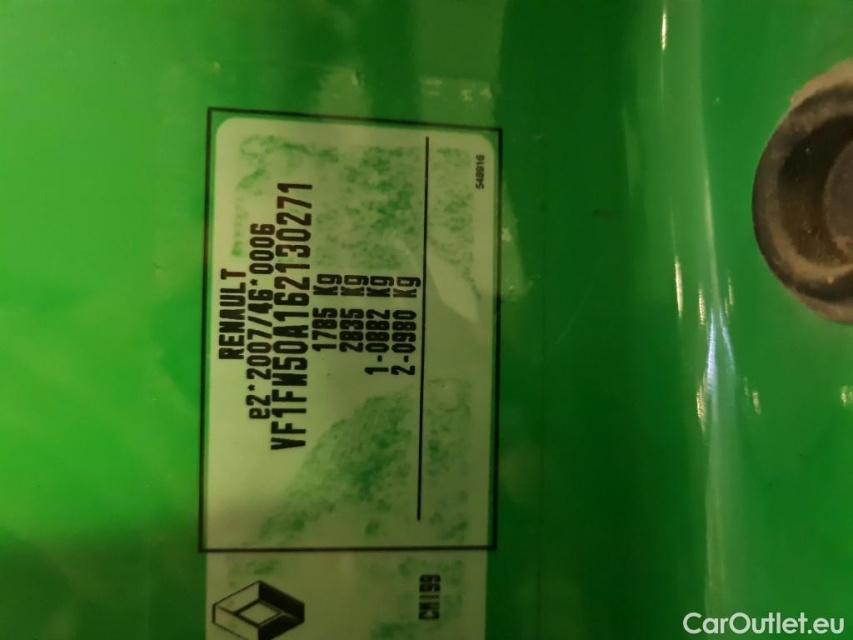 RENAULT
e2*2007/46*0006
VF1FW50A162130271
1785 Kg
2835 Kg
1-0882 Kg
2-0980 Kg
540016
CM199
CarOutlet.eu